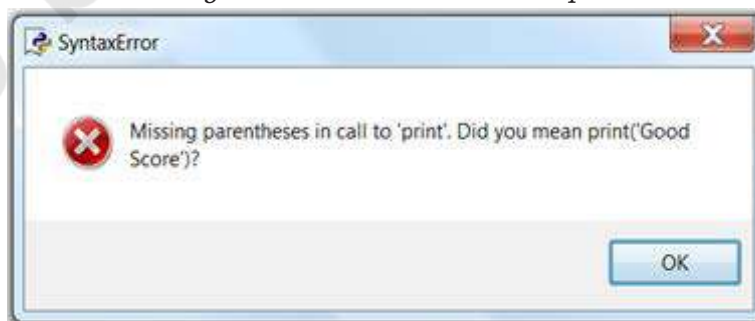 SyntaxError
Missing parentheses in call to 'print'. Did you mean print('Good
Score')?
OK